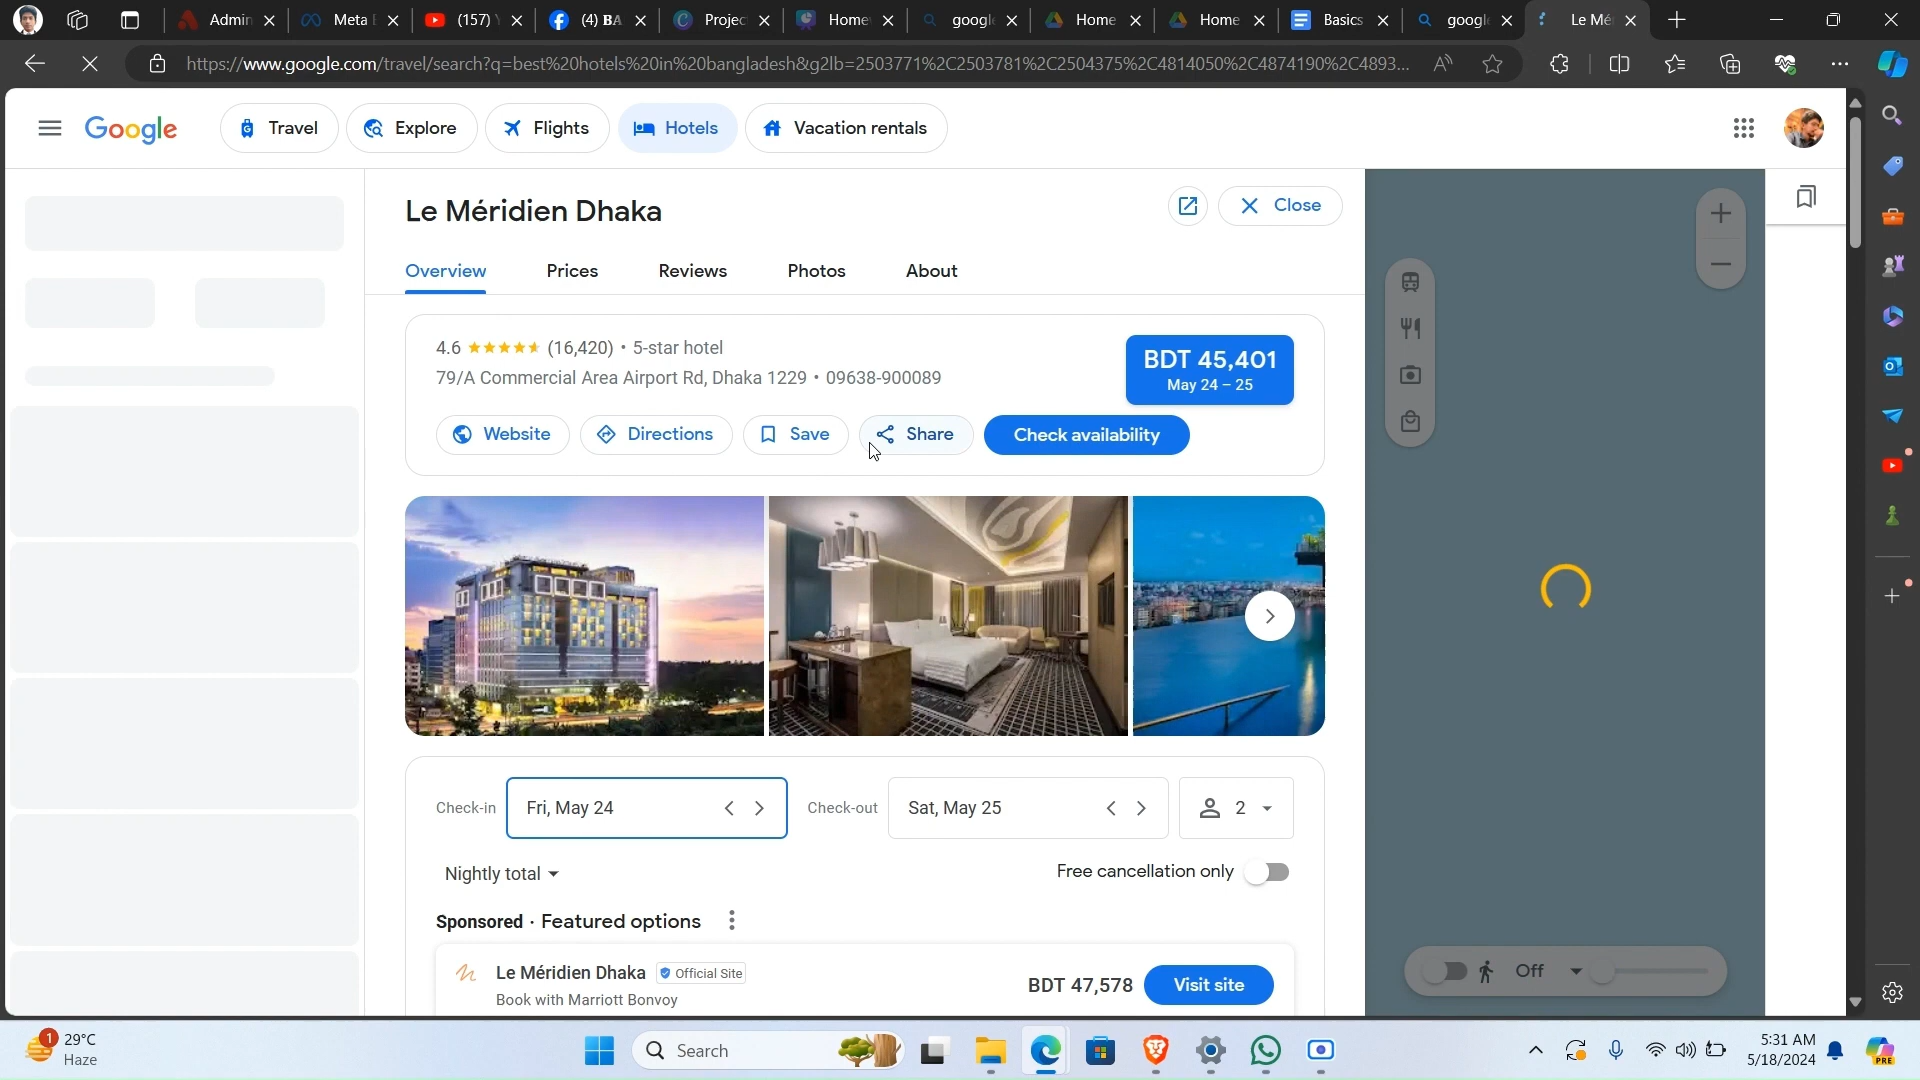 Admin
Meta E
(157) Y
(4) BA
Projec
Home
google
Home
Home
Basics
google
Le Mé
https://www.google.com/travel/search?q=best%20hotels%20in%20bangladesh&g2lb=2503771%2C2503781%2C2504375%2C4814050%2C4874190%2C4893...
Google
Travel
Explore
Flights
Hotels
Vacation rentals
Le Méridien Dhaka
Close
Overview
Prices
Reviews
Photos
About
4.6 (16,420) • 5-star hotel
79/A Commercial Area Airport Rd, Dhaka 1229 • 09638-900089
BDT 45,401
May 24 – 25
Website
Directions
Save
Share
Check availability
Check-in
Fri, May 24
Check-out
Sat, May 25
2
Nightly total
Free cancellation only
Sponsored · Featured options
Le Méridien Dhaka
Official Site
Book with Marriott Bonvoy
BDT 47,578
Visit site
Off
1
29°C
Haze
Search
5:31 AM
5/18/2024
PRE